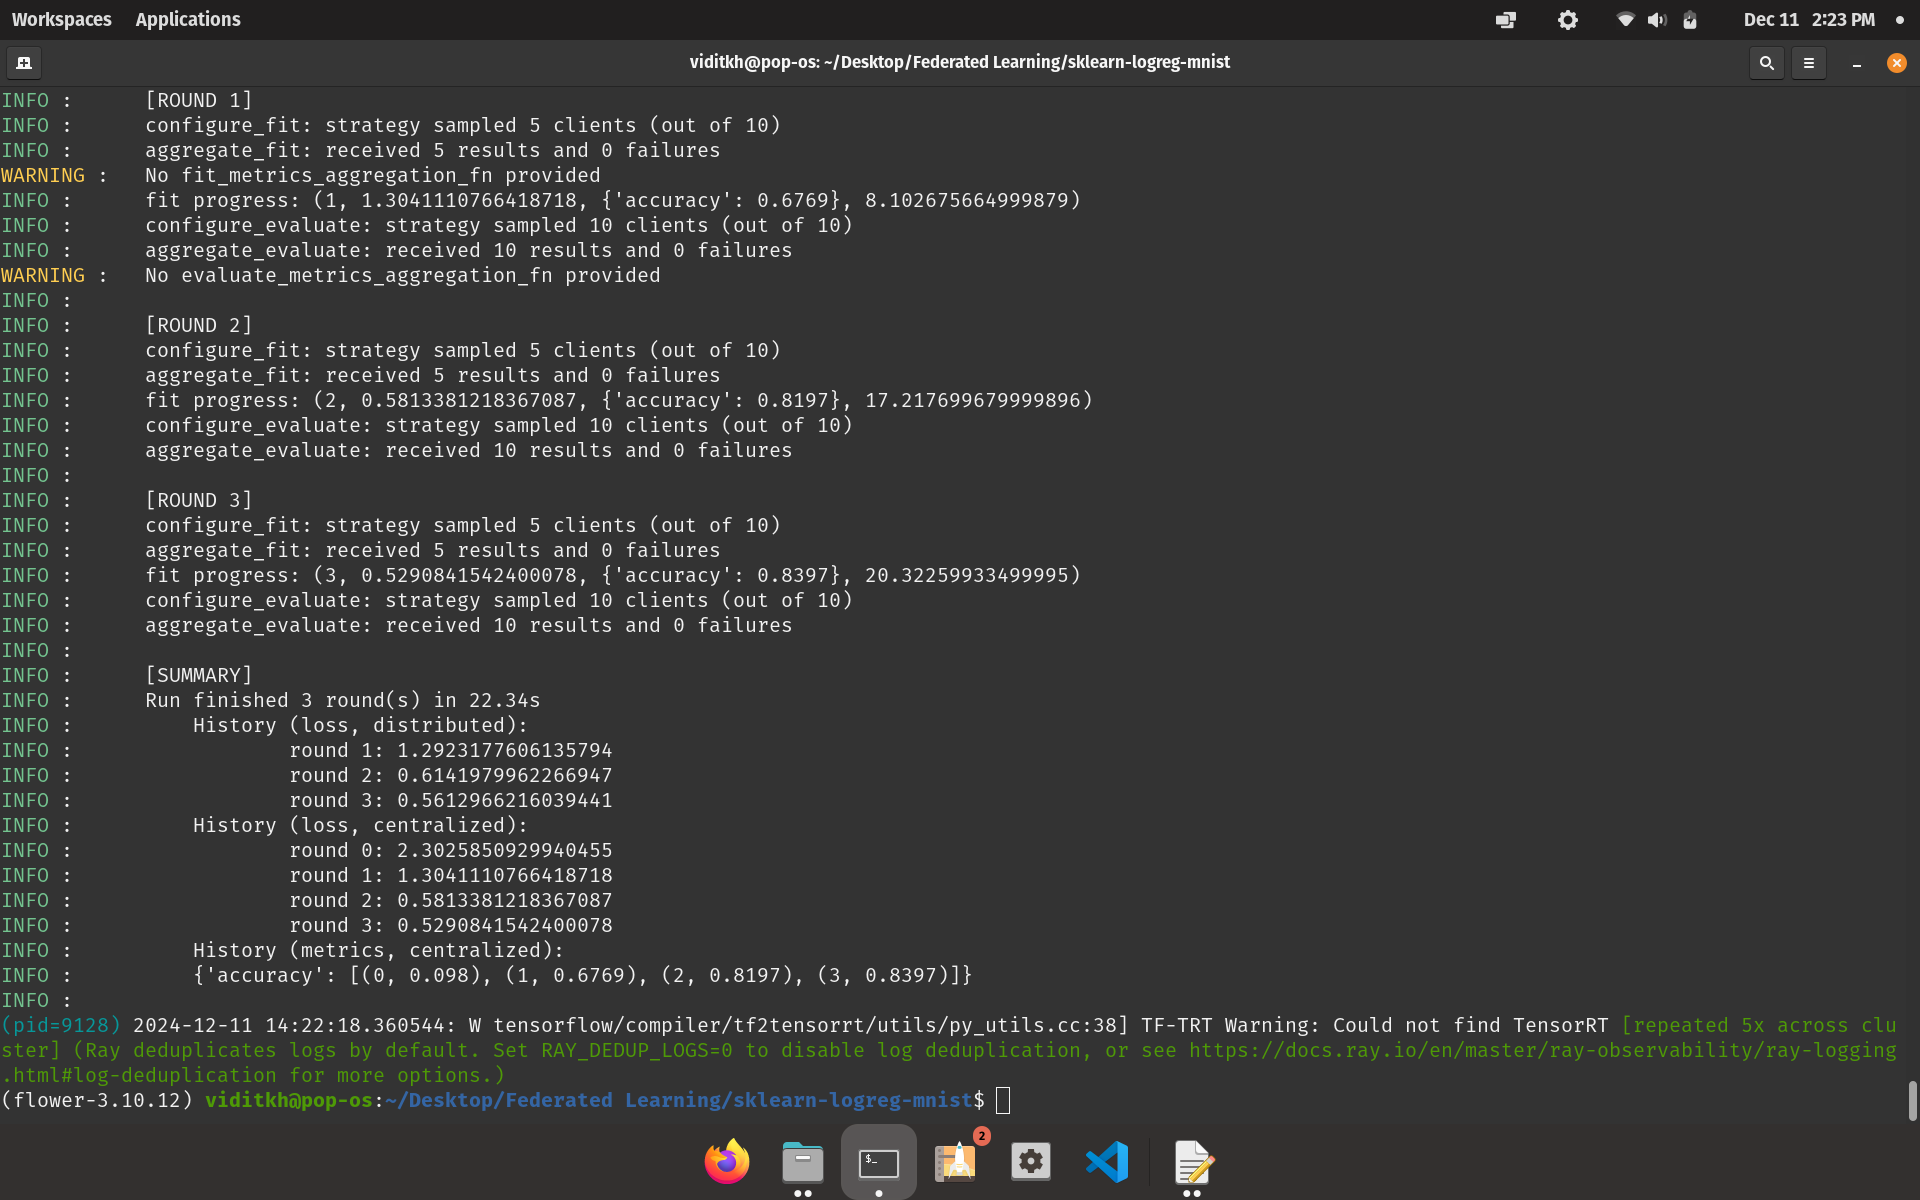 Workspaces Applications Dec 11 2:23 PM
viditkh@pop-os: ~/Desktop/Federated Learning/sklearn-logreg-mnist
INFO : [ROUND 1]
INFO : configure_fit: strategy sampled 5 clients (out of 10)
INFO : aggregate_fit: received 5 results and 0 failures
WARNING : No fit_metrics_aggregation_fn provided
INFO : fit progress: (1, 1.3041110766418718, {'accuracy': 0.6769}, 8.102675664999879)
INFO : configure_evaluate: strategy sampled 10 clients (out of 10)
INFO : aggregate_evaluate: received 10 results and 0 failures
WARNING : No evaluate_metrics_aggregation_fn provided
INFO :
INFO : [ROUND 2]
INFO : configure_fit: strategy sampled 5 clients (out of 10)
INFO : aggregate_fit: received 5 results and 0 failures
INFO : fit progress: (2, 0.5813381218367087, {'accuracy': 0.8197}, 17.217699679999896)
INFO : configure_evaluate: strategy sampled 10 clients (out of 10)
INFO : aggregate_evaluate: received 10 results and 0 failures
INFO :
INFO : [ROUND 3]
INFO : configure_fit: strategy sampled 5 clients (out of 10)
INFO : aggregate_fit: received 5 results and 0 failures
INFO : fit progress: (3, 0.5290841542400078, {'accuracy': 0.8397}, 20.32259933499995)
INFO : configure_evaluate: strategy sampled 10 clients (out of 10)
INFO : aggregate_evaluate: received 10 results and 0 failures
INFO :
INFO : [SUMMARY]
INFO : Run finished 3 round(s) in 22.34s
INFO : History (loss, distributed):
INFO : round 1: 1.2923177606135794
INFO : round 2: 0.6141979962266947
INFO : round 3: 0.5612966216039441
INFO : History (loss, centralized):
INFO : round 0: 2.3025850929940455
INFO : round 1: 1.3041110766418718
INFO : round 2: 0.5813381218367087
INFO : round 3: 0.5290841542400078
INFO : History (metrics, centralized):
INFO : {'accuracy': [(0, 0.098), (1, 0.6769), (2, 0.8197), (3, 0.8397)]}
INFO :
(pid=9128) 2024-12-11 14:22:18.360544: W tensorflow/compiler/tf2tensorrt/utils/py_utils.cc:38] TF-TRT Warning: Could not find TensorRT [repeated 5x across clu
ster] (Ray deduplicates logs by default. Set RAY_DEDUP_LOGS=0 to disable log deduplication, or see https://docs.ray.io/en/master/ray-observability/ray-logging
.html#log-deduplication for more options.)
(flower-3.10.12) viditkh@pop-os:~/Desktop/Federated Learning/sklearn-logreg-mnist$
$_
2